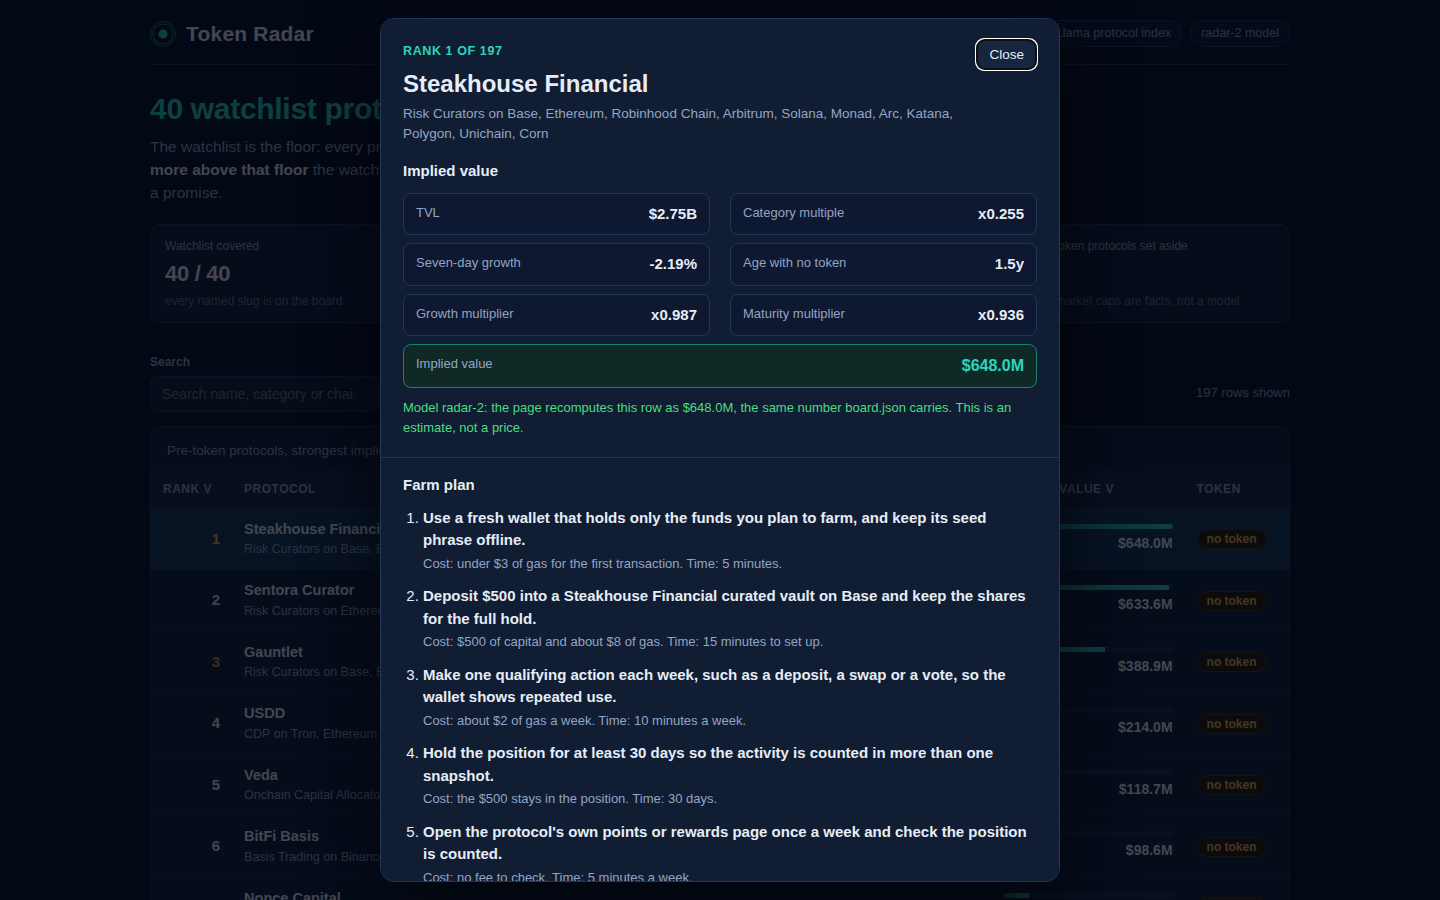 Token Radar
Llama protocol index
radar-2 model
40 watchlist prot
The watchlist is the floor: every pr
more above that floor the watch
a promise.
Watchlist covered
40 / 40
every named slug is on the board
oken protocols set aside
market caps are facts, not a model
Search
Search name, category or chai
197 rows shown
Pre-token protocols, strongest impli
RANK V
PROTOCOL
VALUE V
TOKEN
1
Steakhouse Financi
Risk Curators on Base, E
$648.0M
no token
2
Sentora Curator
Risk Curators on Ethereu
$633.6M
no token
3
Gauntlet
Risk Curators on Base, E
$388.9M
no token
4
USDD
CDP on Tron, Ethereum
$214.0M
no token
5
Veda
Onchain Capital Allocato
$118.7M
no token
6
BitFi Basis
Basis Trading on Binance
$98.6M
no token
Nonce Capital
RANK 1 OF 197
Close
Steakhouse Financial
Risk Curators on Base, Ethereum, Robinhood Chain, Arbitrum, Solana, Monad, Arc, Katana,
Polygon, Unichain, Corn
Implied value
TVL
$2.75B
Category multiple
x0.255
Seven-day growth
-2.19%
Age with no token
1.5y
Growth multiplier
x0.987
Maturity multiplier
x0.936
Implied value
$648.0M
Model radar-2: the page recomputes this row as $648.0M, the same number board.json carries. This is an
estimate, not a price.
Farm plan
1. Use a fresh wallet that holds only the funds you plan to farm, and keep its seed
phrase offline.
Cost: under $3 of gas for the first transaction. Time: 5 minutes.
2. Deposit $500 into a Steakhouse Financial curated vault on Base and keep the shares
for the full hold.
Cost: $500 of capital and about $8 of gas. Time: 15 minutes to set up.
3. Make one qualifying action each week, such as a deposit, a swap or a vote, so the
wallet shows repeated use.
Cost: about $2 of gas a week. Time: 10 minutes a week.
4. Hold the position for at least 30 days so the activity is counted in more than one
snapshot.
Cost: the $500 stays in the position. Time: 30 days.
5. Open the protocol's own points or rewards page once a week and check the position
is counted.
Cost: no fee to check. Time: 5 minutes a week.